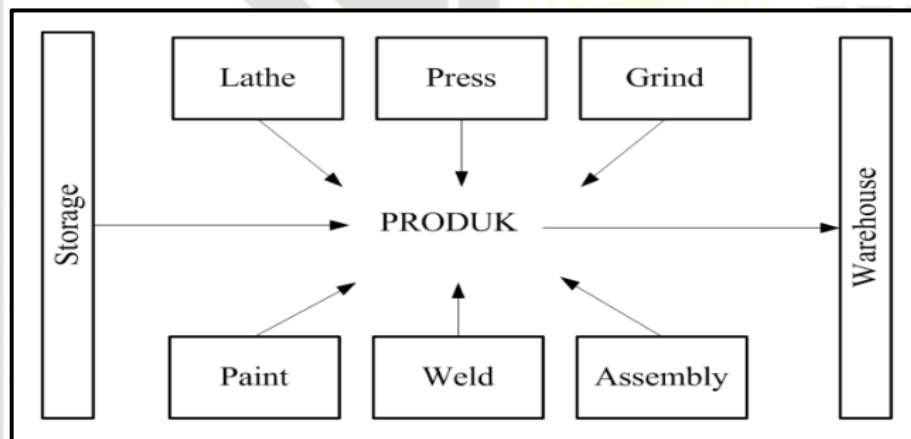 Lathe
Press
Grind
Storage
PRODUK
Warehouse
Paint
Weld
Assembly